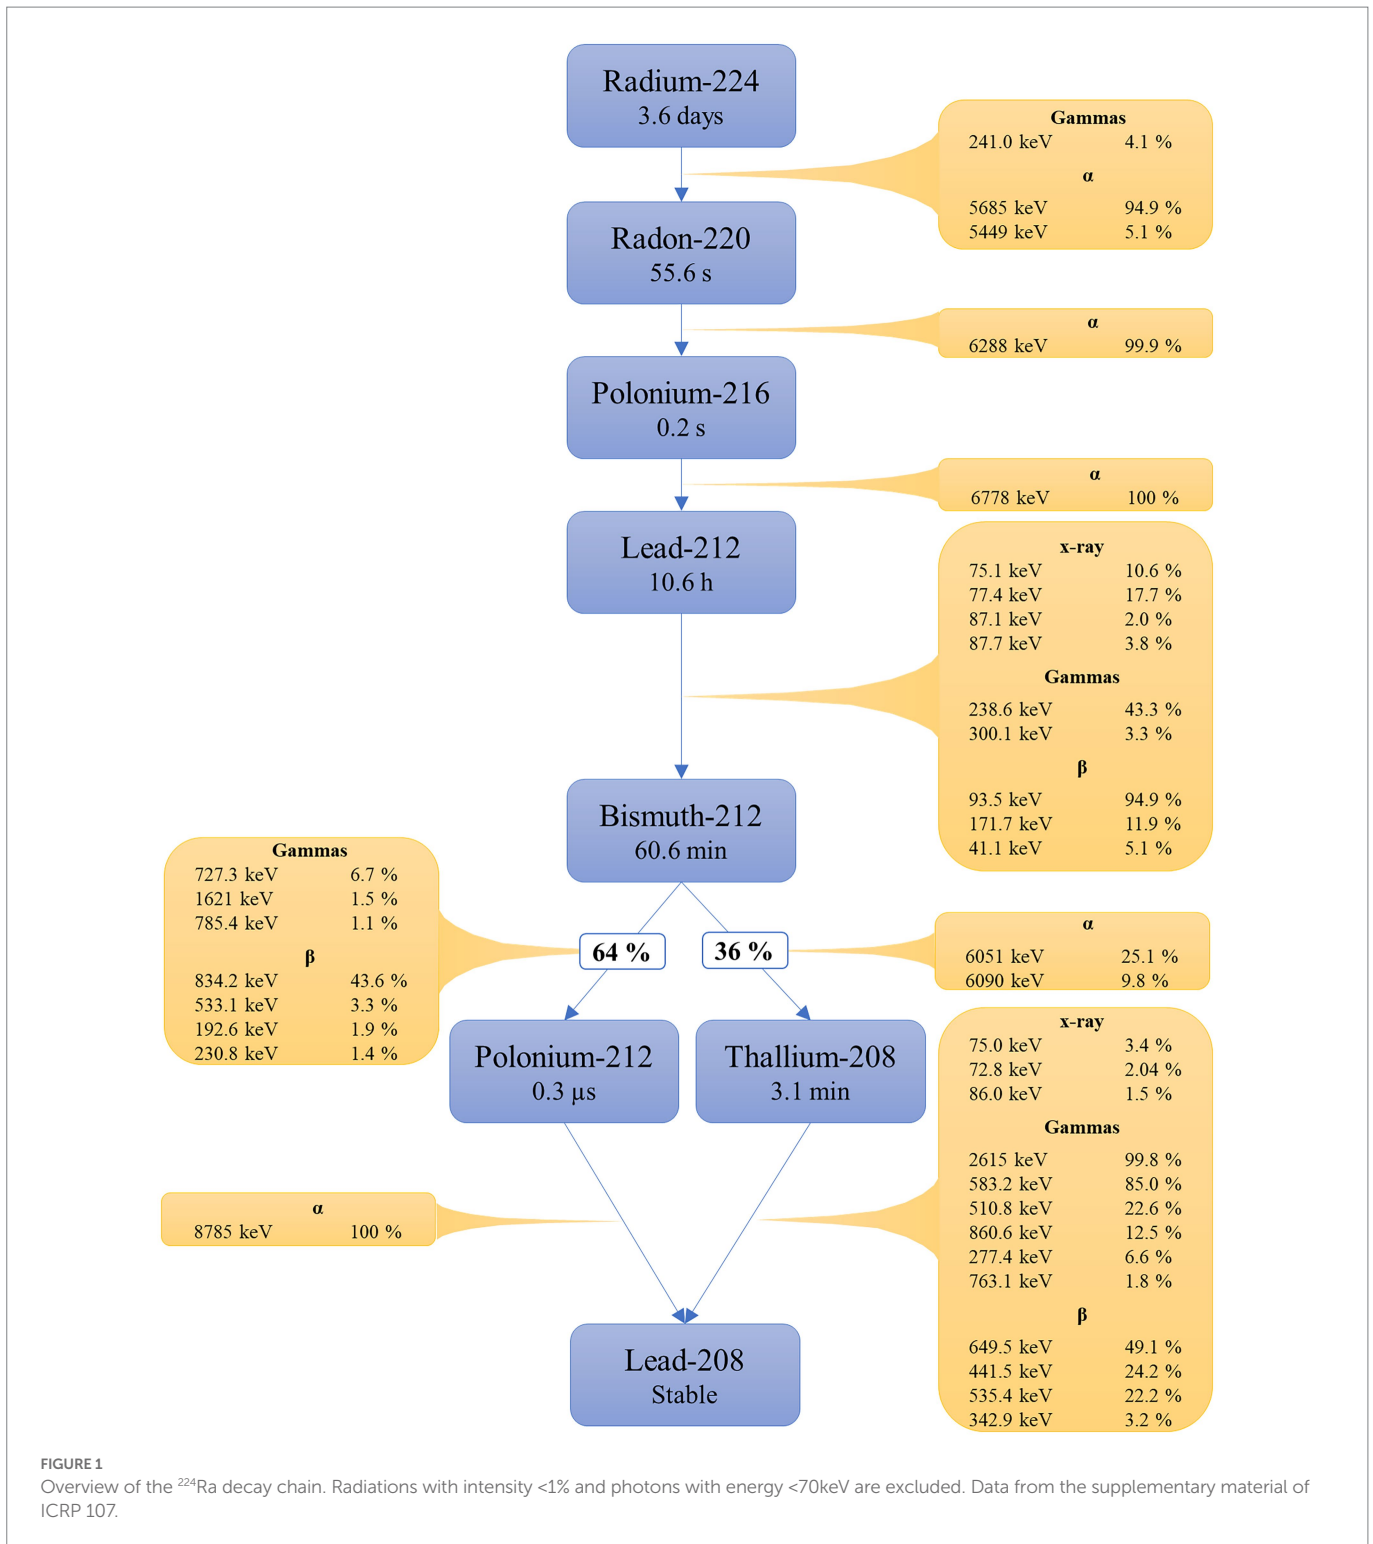 Radium-224
3.6 days
Gammas
241.0 keV 4.1 %
α
5685 keV 94.9 %
5449 keV 5.1 %
Radon-220
55.6 s
α
6288 keV 99.9 %
Polonium-216
0.2 s
α
6778 keV 100 %
Lead-212
10.6 h
x-ray
75.1 keV 10.6 %
77.4 keV 17.7 %
87.1 keV 2.0 %
87.7 keV 3.8 %
Gammas
238.6 keV 43.3 %
300.1 keV 3.3 %
β
93.5 keV 94.9 %
171.7 keV 11.9 %
41.1 keV 5.1 %
Bismuth-212
60.6 min
Gammas
727.3 keV 6.7 %
1621 keV 1.5 %
785.4 keV 1.1 %
β
834.2 keV 43.6 %
533.1 keV 3.3 %
192.6 keV 1.9 %
230.8 keV 1.4 %
64 %
36 %
α
6051 keV 25.1 %
6090 keV 9.8 %
Polonium-212
0.3 µs
Thallium-208
3.1 min
x-ray
75.0 keV 3.4 %
72.8 keV 2.04 %
86.0 keV 1.5 %
Gammas
2615 keV 99.8 %
583.2 keV 85.0 %
510.8 keV 22.6 %
860.6 keV 12.5 %
277.4 keV 6.6 %
763.1 keV 1.8 %
β
649.5 keV 49.1 %
441.5 keV 24.2 %
535.4 keV 22.2 %
342.9 keV 3.2 %
α
8785 keV 100 %
Lead-208
Stable
FIGURE 1
Overview of the ²²⁴Ra decay chain. Radiations with intensity <1% and photons with energy <70keV are excluded. Data from the supplementary material of
ICRP 107.